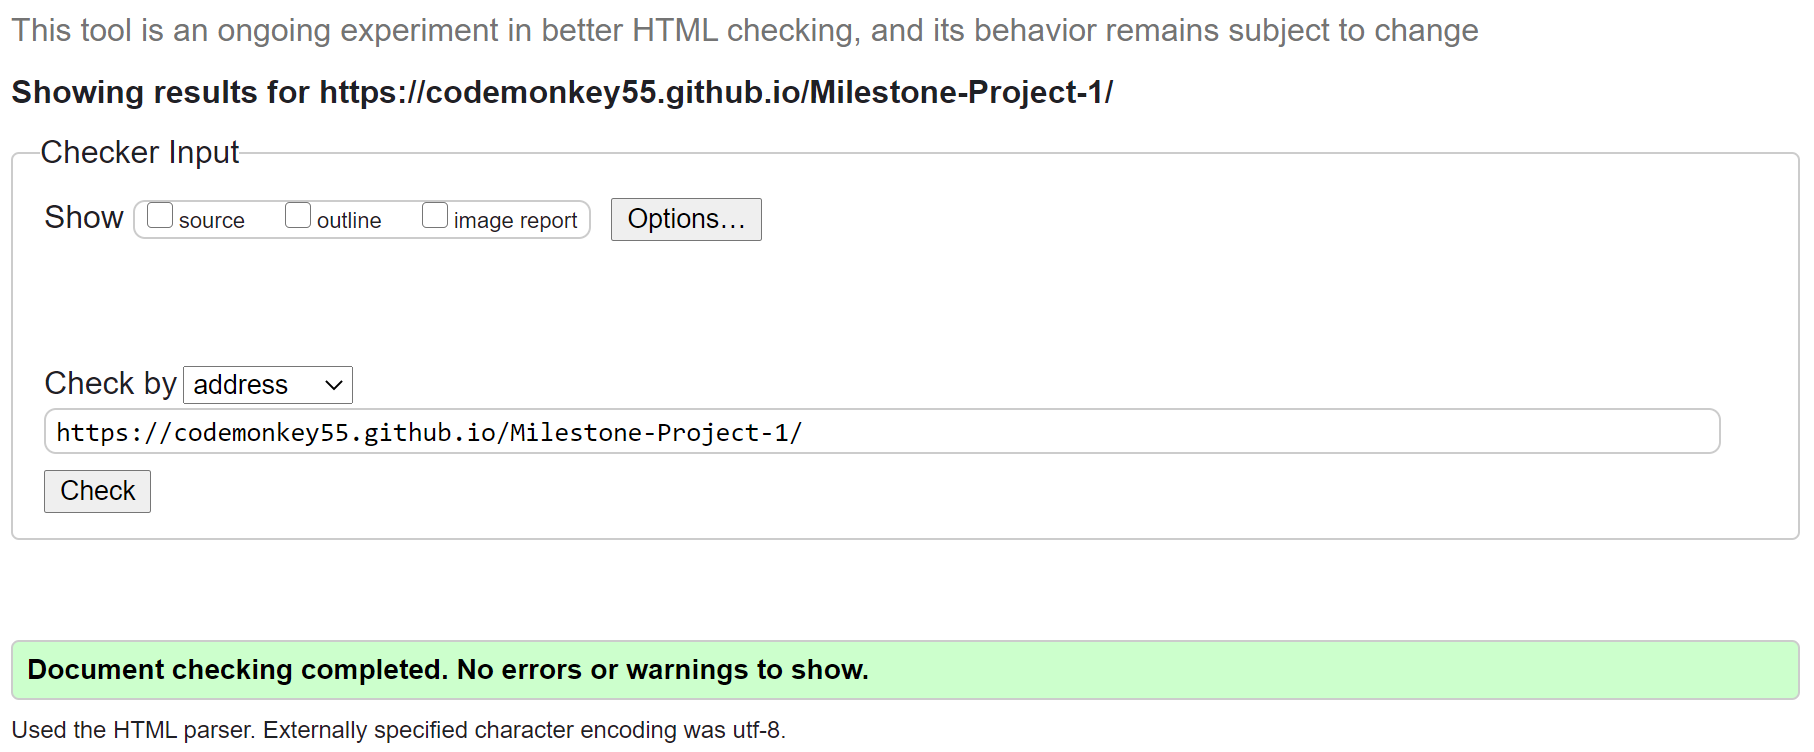 This tool is an ongoing experiment in better HTML checking, and its behavior remains subject to change
Showing results for https://codemonkey55.github.io/Milestone-Project-1/
Checker Input
Show source outline image report Options...
Check by address
https://codemonkey55.github.io/Milestone-Project-1/
Check
Document checking completed. No errors or warnings to show.
Used the HTML parser. Externally specified character encoding was utf-8.